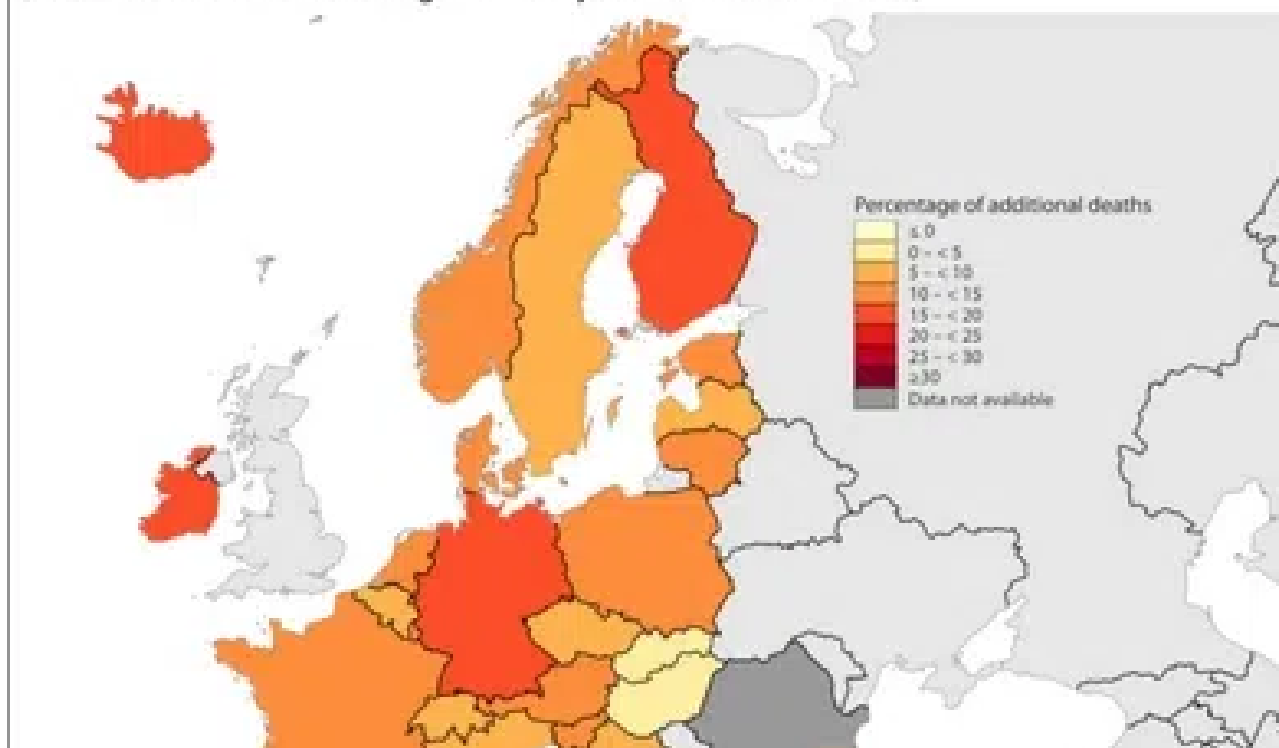 Percentage of additional deaths
≤ 0
0 - < 5
5 - < 10
10 - < 15
15 - < 20
20 - < 25
25 - < 30
≥30
Data not available